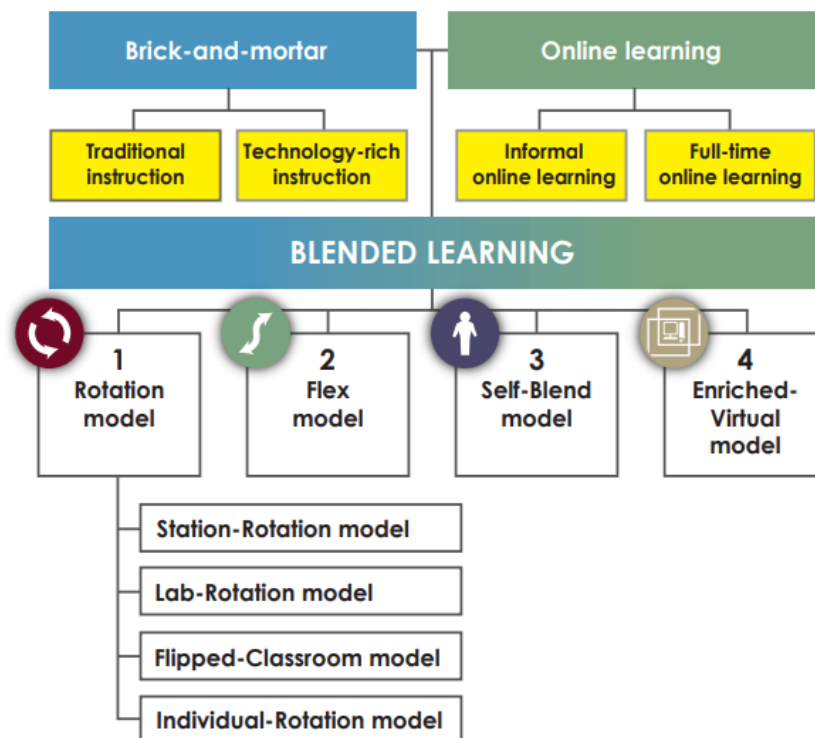 Brick-and-mortar
Online learning
Traditional
instruction
Technology-rich
instruction
Informal
online learning
Full-time
online learning
BLENDED LEARNING
1
Rotation
model
2
Flex
model
3
Self-Blend
model
4
Enriched-
Virtual
model
Station-Rotation model
Lab-Rotation model
Flipped-Classroom model
Individual-Rotation model